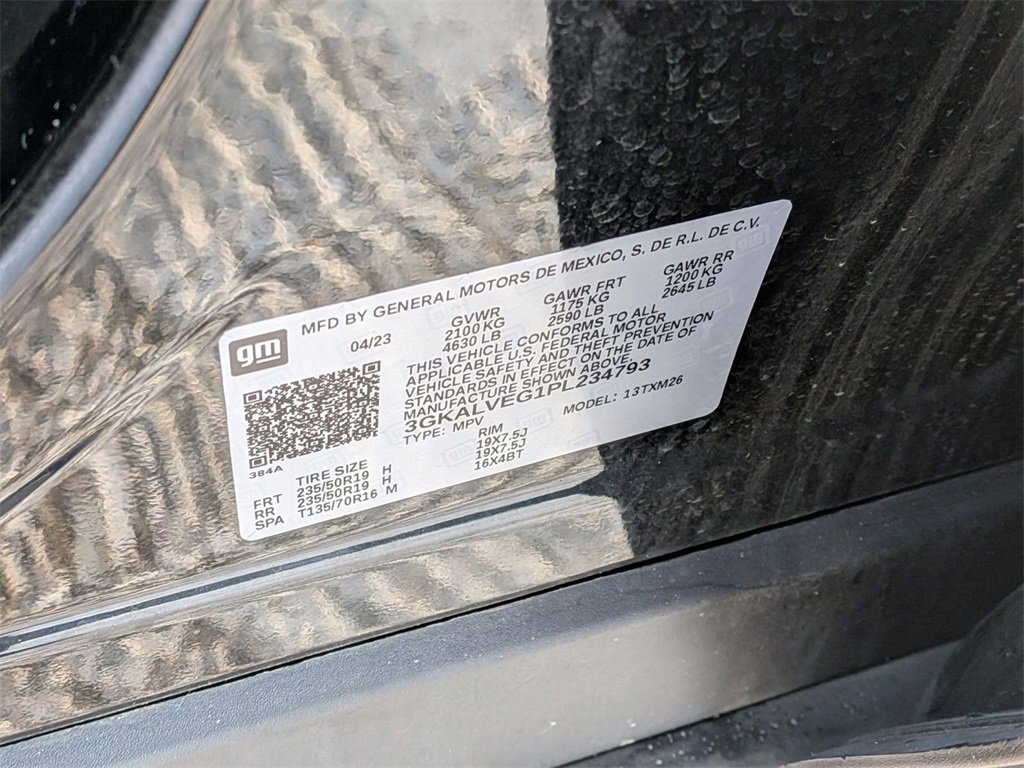 gm
MFD BY GENERAL MOTORS DE MEXICO, S. DE R.L. DE C.V.
04/23
GVWR GAWR FRT GAWR RR
2100 KG 1175 KG 1200 KG
4630 LB 2590 LB 2645 LB
THIS VEHICLE CONFORMS TO ALL
APPLICABLE U.S. FEDERAL MOTOR
VEHICLE SAFETY AND THEFT PREVENTION
STANDARDS IN EFFECT ON THE DATE OF
MANUFACTURE SHOWN ABOVE.
3GKALVEG1PL234793
TYPE: MPV MODEL: 13TXM26
384A
TIRE SIZE RIM
FRT 235/50R19 H 19X7.5J
RR 235/50R19 H 19X7.5J
SPA T135/70R16 M 16X4BT